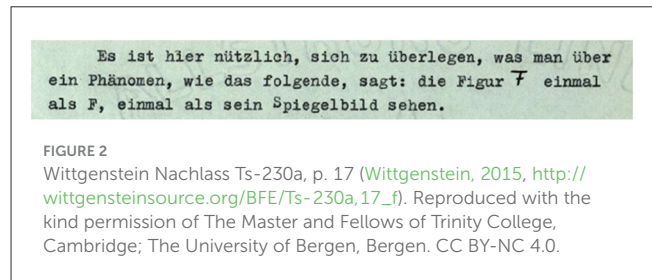 Es ist hier nützlich, sich zu überlegen, was man über
ein Phänomen, wie das folgende, sagt: die Figur F einmal
als F, einmal als sein Spiegelbild sehen.
FIGURE 2
Wittgenstein Nachlass Ts-230a, p. 17 (Wittgenstein, 2015, http://
wittgensteinsource.org/BFE/Ts-230a,17_f). Reproduced with the
kind permission of The Master and Fellows of Trinity College,
Cambridge; The University of Bergen, Bergen. CC BY-NC 4.0.